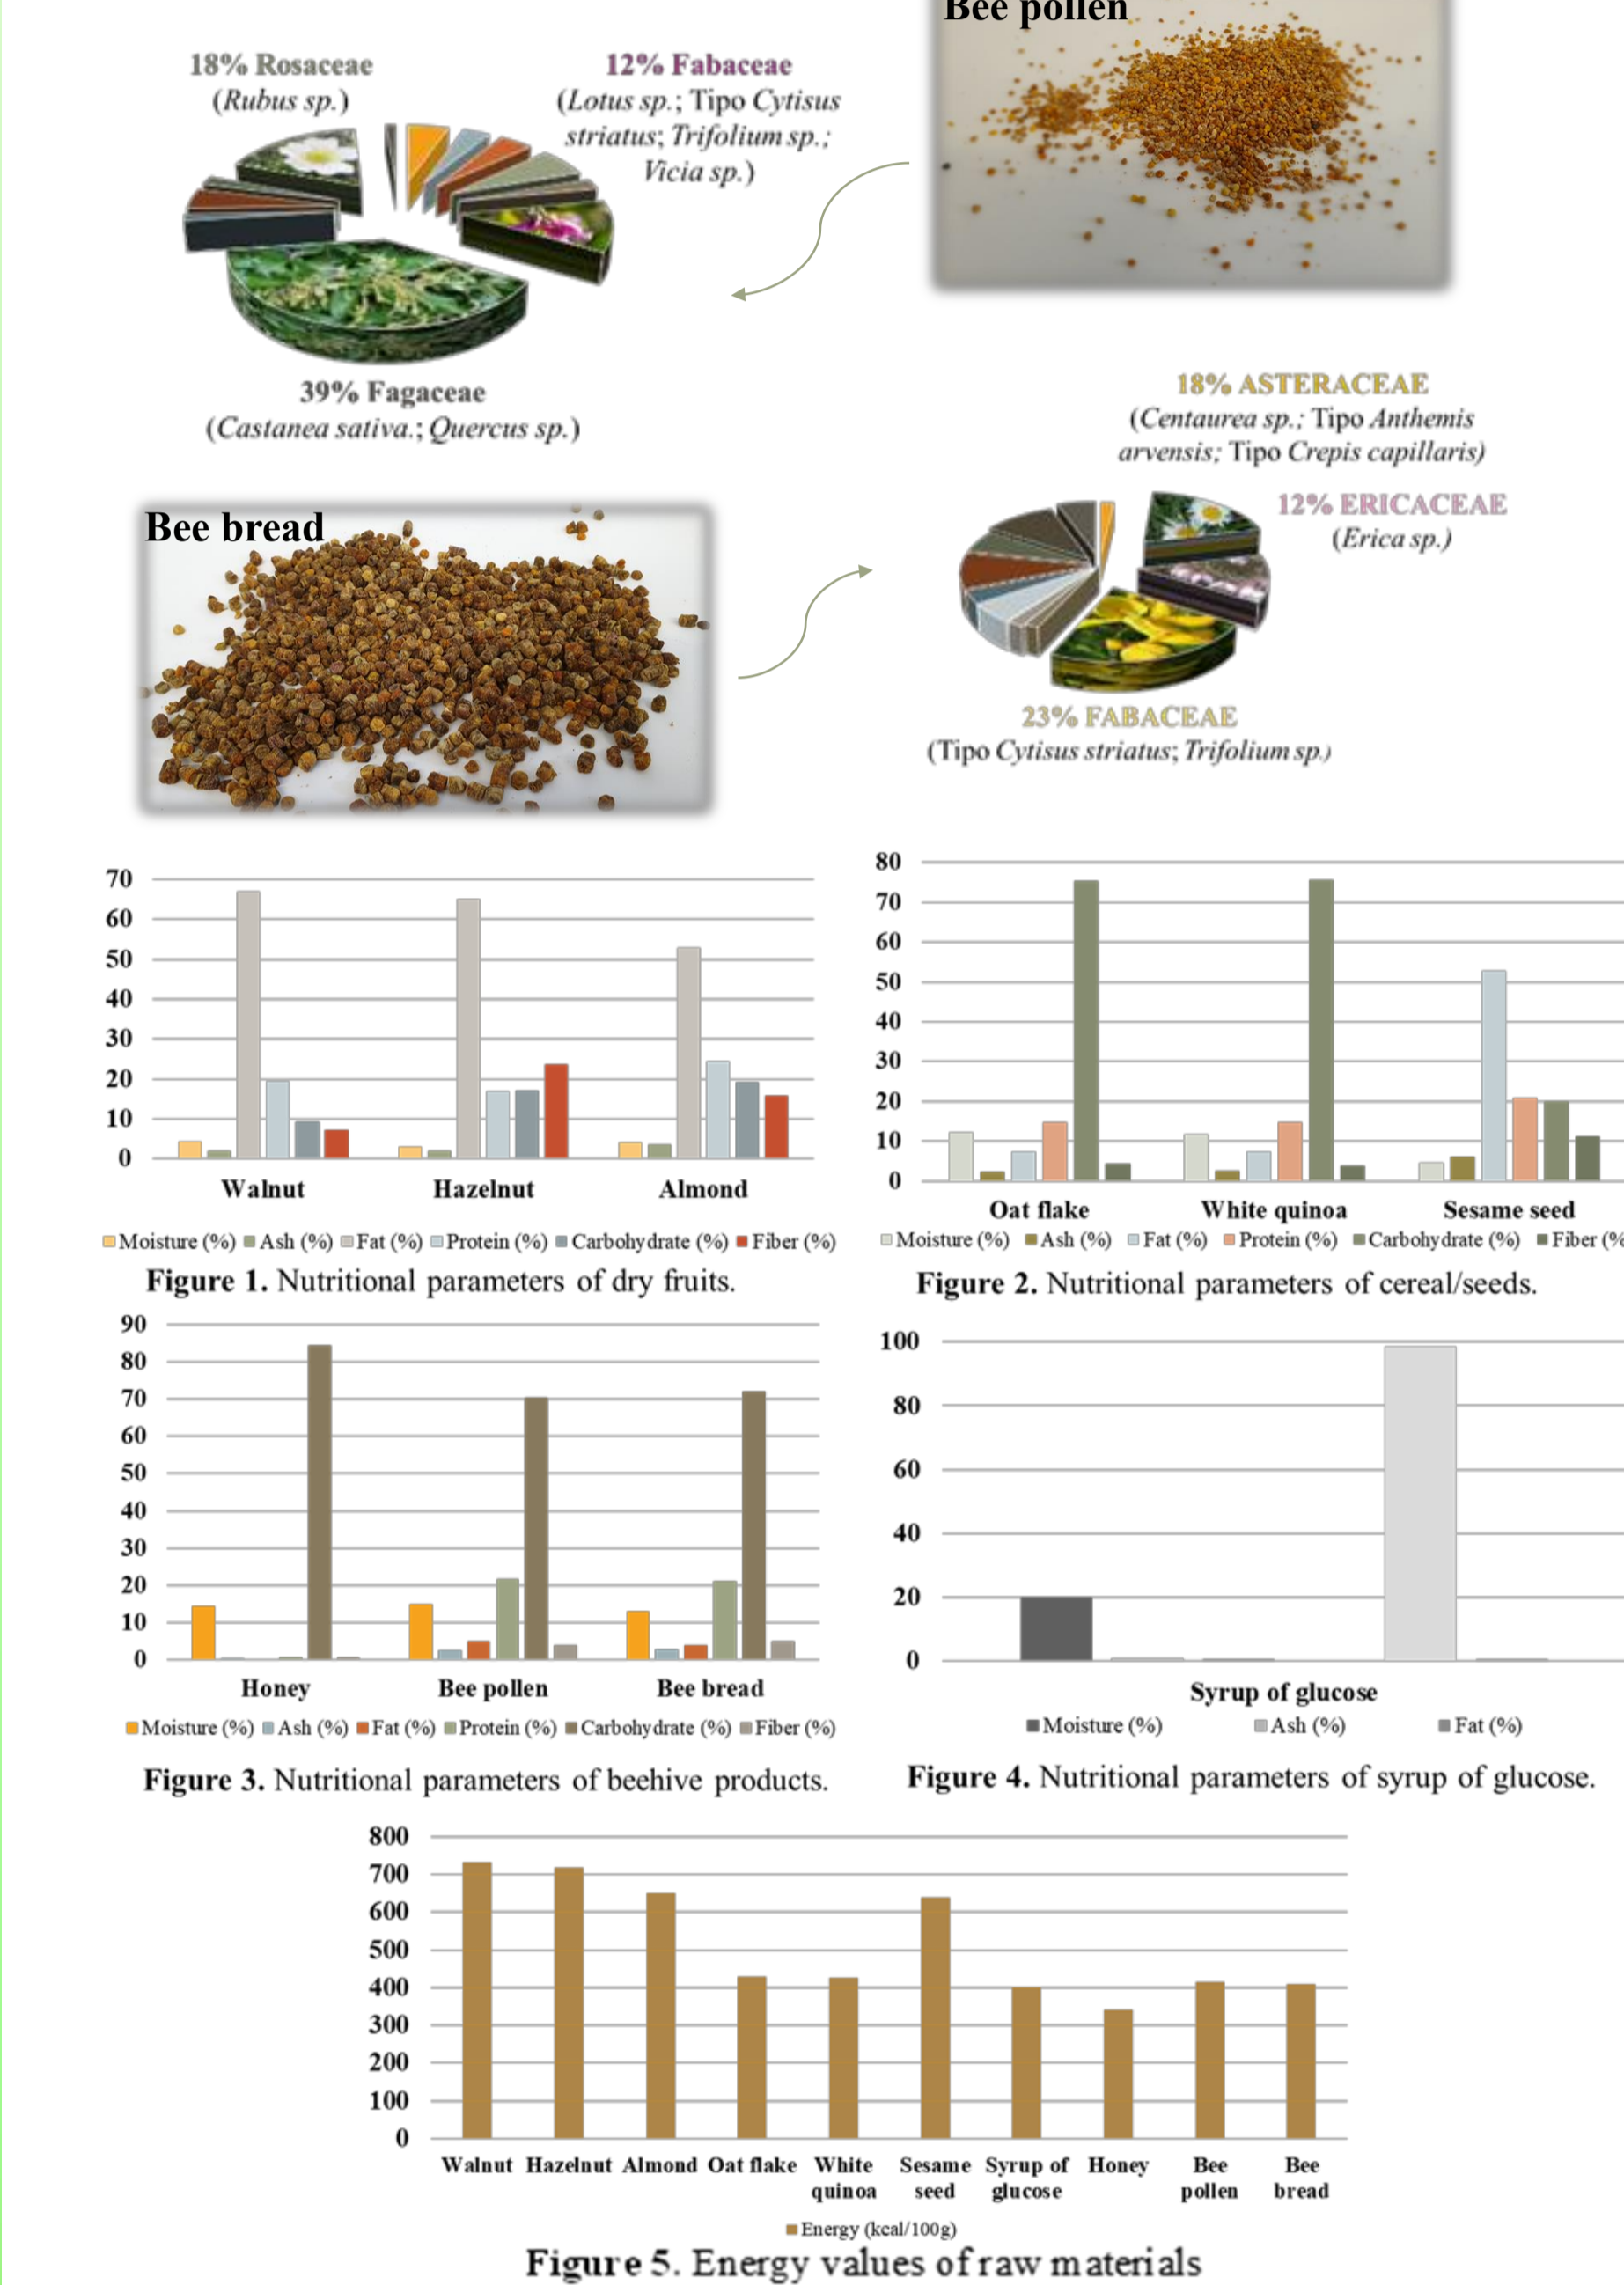 Bee pollen
18% Rosaceae
(Rubus sp.)
12% Fabaceae
(Lotus sp.; Tipo Cytisus
striatus; Trifolium sp.;
Vicia sp.)
39% Fagaceae
(Castanea sativa.; Quercus sp.)
18% ASTERACEAE
(Centaurea sp.; Tipo Anthemis
arvensis; Tipo Crepis capillaris)
12% ERICACEAE
(Erica sp.)
Bee bread
23% FABACEAE
(Tipo Cytisus striatus; Trifolium sp.)
70
60
50
40
30
20
10
0
Walnut Hazelnut Almond
Moisture (%) Ash (%) Fat (%) Protein (%) Carbohydrate (%) Fiber (%)
Figure 1. Nutritional parameters of dry fruits.
80
70
60
50
40
30
20
10
0
Oat flake White quinoa Sesame seed
Moisture (%) Ash (%) Fat (%) Protein (%) Carbohydrate (%) Fiber (%
Figure 2. Nutritional parameters of cereal/seeds.
90
80
70
60
50
40
30
20
10
0
Honey Bee pollen Bee bread
Moisture (%) Ash (%) Fat (%) Protein (%) Carbohydrate (%) Fiber (%)
Figure 3. Nutritional parameters of beehive products.
100
80
60
40
20
0
Syrup of glucose
Moisture (%) Ash (%) Fat (%)
Figure 4. Nutritional parameters of syrup of glucose.
800
700
600
500
400
300
200
100
0
Walnut Hazelnut Almond Oat flake White Sesame Syrup of Honey Bee Bee
quinoa seed glucose pollen bread
Energy (kcal/100g)
Figure 5. Energy values of raw materials